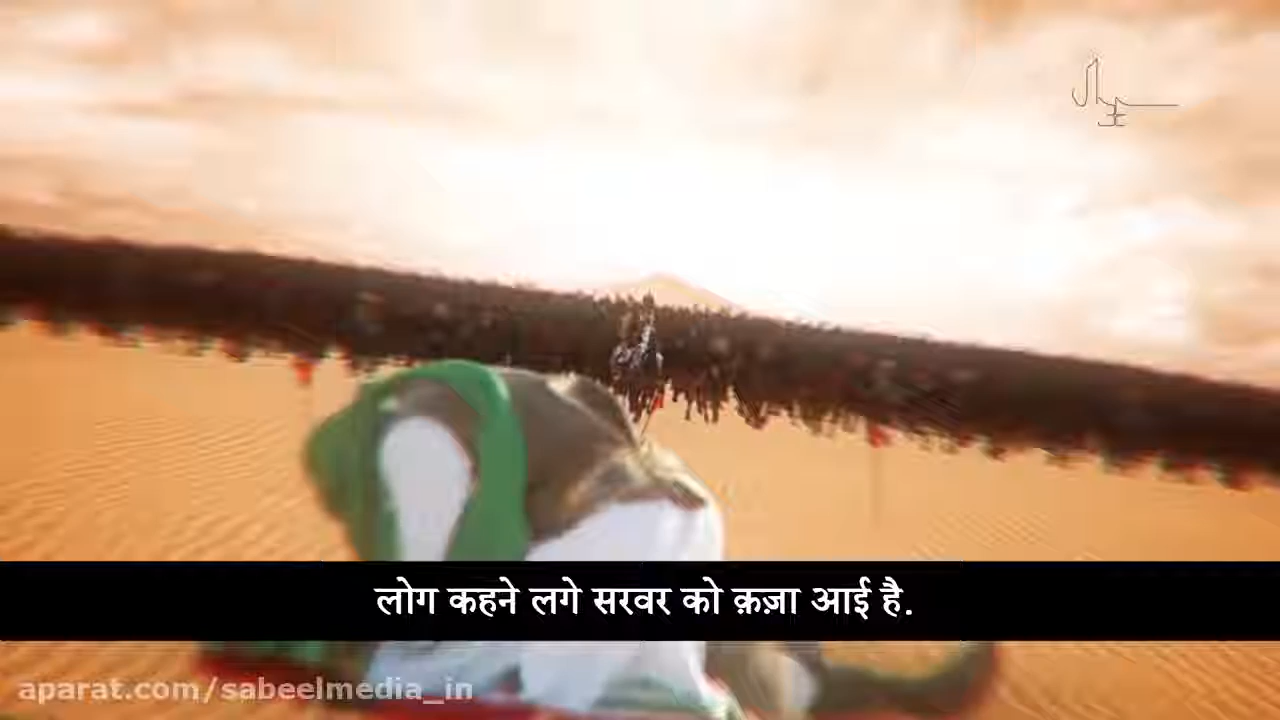 लोग कहने लगे सरवर को क़ज़ा आई है.
aparat.com/sabeelmedia_in